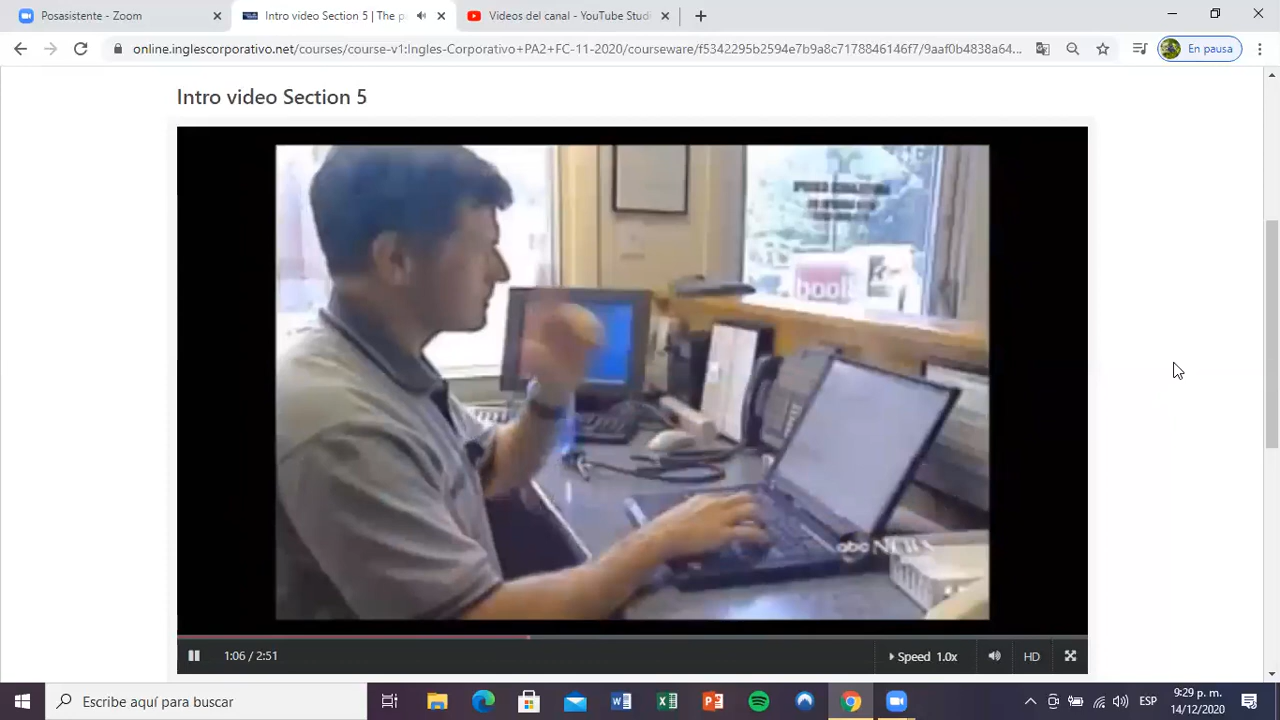 Posasistente - Zoom
Intro video Section 5 | The p
Videos del canal - YouTube Studi
online.inglescorporativo.net/courses/course-v1:Ingles-Corporativo+PA2+FC-11-2020/courseware/f5342295b2594e7b9a8c7178846146f7/9aaf0b4838a64...
En pausa
Intro video Section 5
book
abc NEWS
1:06 / 2:51
Speed 1.0x
HD
Escribe aquí para buscar
ESP
9:29 p. m.
14/12/2020